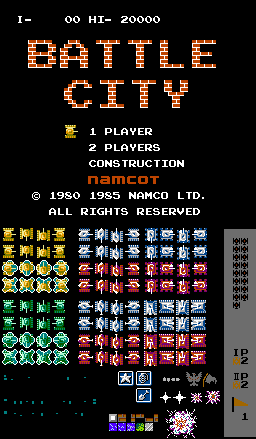 I- 00 HI- 20000
BATTLE
CITY
1 PLAYER
2 PLAYERS
CONSTRUCTION
namcot
© 1980 1985 NAMCO LTD.
ALL RIGHTS RESERVED
IP
2
IIP
2
1